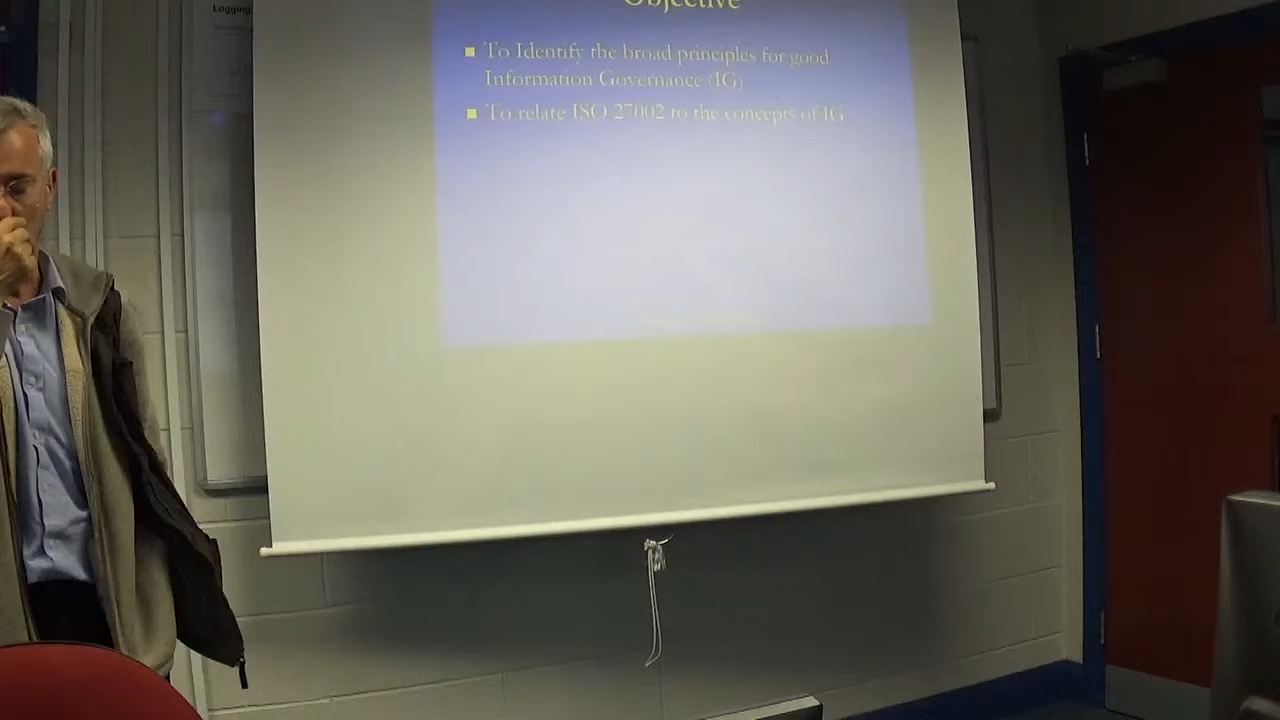 Logging
Objective
To Identify the broad principles for good
Information Governance (IG)
To relate ISO 27002 to the concepts of IG